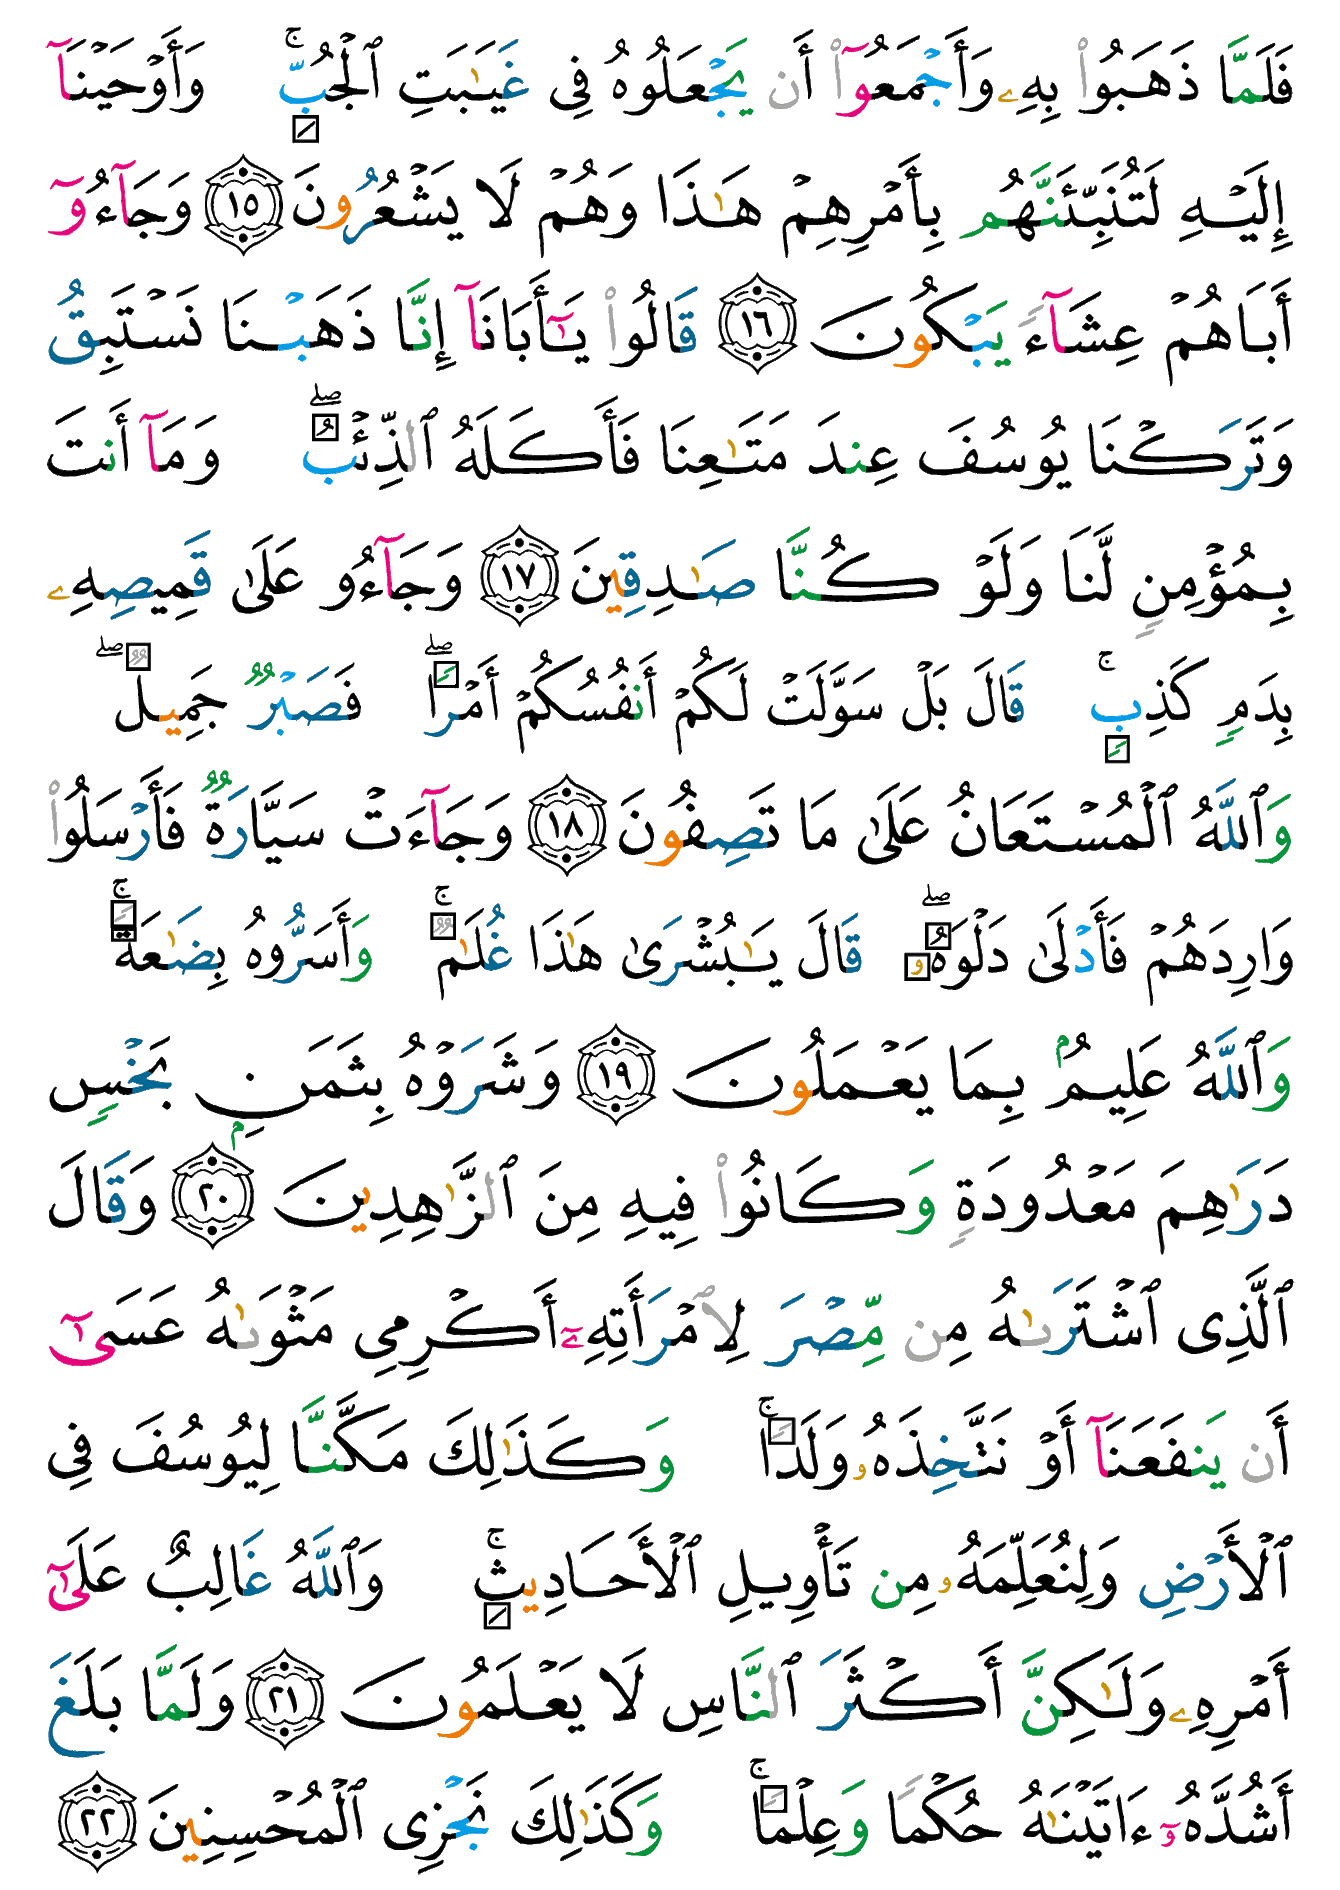 فَلَمَّا ذَهَبُوا۟ بِهِۦ وَأَجْمَعُوٓا۟ أَن يَجْعَلُوهُ فِى غَيَـٰبَتِ ٱلْجُبِّ ۚ وَأَوْحَيْنَآ
إِلَيْهِ لَتُنَبِّئَنَّهُم بِأَمْرِهِمْ هَـٰذَا وَهُمْ لَا يَشْعُرُونَ ١٥ وَجَآءُوٓ
أَبَاهُمْ عِشَآءً يَبْكُونَ ١٦ قَالُوا۟ يَـٰٓأَبَانَآ إِنَّا ذَهَبْنَا نَسْتَبِقُ
وَتَرَكْنَا يُوسُفَ عِندَ مَتَـٰعِنَا فَأَكَلَهُ ٱلذِّئْبُ ۖ وَمَآ أَنتَ
بِمُؤْمِنٍ لَّنَا وَلَوْ كُنَّا صَـٰدِقِينَ ١٧ وَجَآءُو عَلَىٰ قَمِيصِهِۦ
بِدَمٍ كَذِبٍ ۚ قَالَ بَلْ سَوَّلَتْ لَكُمْ أَنفُسُكُمْ أَمْرًا ۖ فَصَبْرٌ جَمِيلٌ ۖ
وَٱللَّهُ ٱلْمُسْتَعَانُ عَلَىٰ مَا تَصِفُونَ ١٨ وَجَآءَتْ سَيَّارَةٌ فَأَرْسَلُوا۟
وَارِدَهُمْ فَأَدْلَىٰ دَلْوَهُۥ ۖ قَالَ يَـٰبُشْرَىٰ هَـٰذَا غُلَـٰمٌ ۚ وَأَسَرُّوهُ بِضَـٰعَةً ۚ
وَٱللَّهُ عَلِيمٌۢ بِمَا يَعْمَلُونَ ١٩ وَشَرَوْهُ بِثَمَنٍۭ بَخْسٍ
دَرَٰهِمَ مَعْدُودَةٍ وَكَانُوا۟ فِيهِ مِنَ ٱلزَّٰهِدِينَ ٢٠ وَقَالَ
ٱلَّذِى ٱشْتَرَىٰهُ مِن مِّصْرَ لِٱمْرَأَتِهِۦٓ أَكْرِمِى مَثْوَىٰهُ عَسَىٰٓ
أَن يَنفَعَنَآ أَوْ نَتَّخِذَهُۥ وَلَدًا ۚ وَكَذَٰلِكَ مَكَّنَّا لِيُوسُفَ فِى
ٱلْأَرْضِ وَلِنُعَلِّمَهُۥ مِن تَأْوِيلِ ٱلْأَحَادِيثِ ۚ وَٱللَّهُ غَالِبٌ عَلَىٰٓ
أَمْرِهِۦ وَلَـٰكِنَّ أَكْثَرَ ٱلنَّاسِ لَا يَعْلَمُونَ ٢١ وَلَمَّا بَلَغَ
أَشُدَّهُۥٓ ءَاتَيْنَـٰهُ حُكْمًا وَعِلْمًا ۚ وَكَذَٰلِكَ نَجْزِى ٱلْمُحْسِنِينَ ٢٢